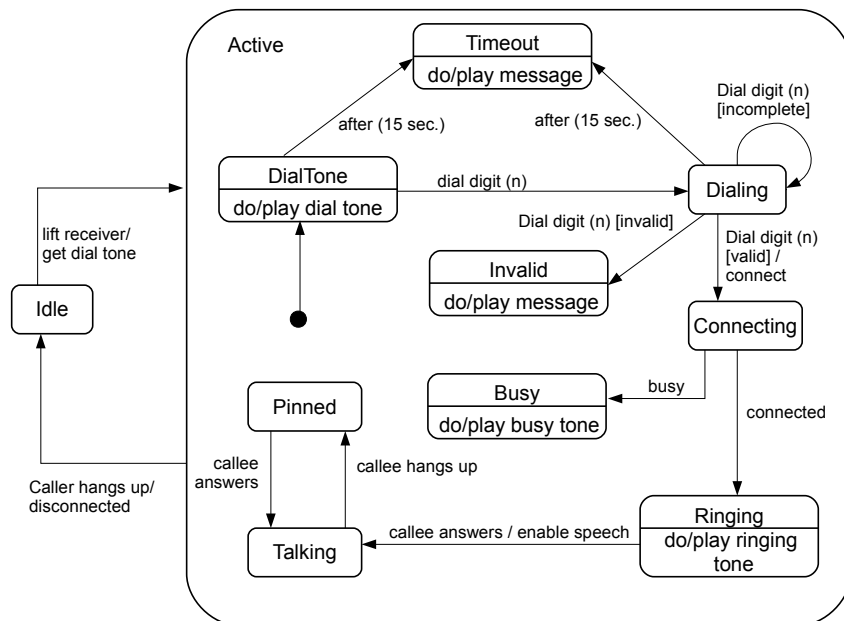 Active
Timeout
do/play message
Dial digit (n)
[incomplete]
after (15 sec.)
after (15 sec.)
DialTone
do/play dial tone
dial digit (n)
Dialing
lift receiver/
get dial tone
Dial digit (n) [invalid]
Dial digit (n)
[valid] /
connect
Invalid
do/play message
Idle
Connecting
Pinned
Busy
do/play busy tone
busy
connected
callee
answers
callee hangs up
Caller hangs up/
disconnected
Talking
callee answers / enable speech
Ringing
do/play ringing
tone